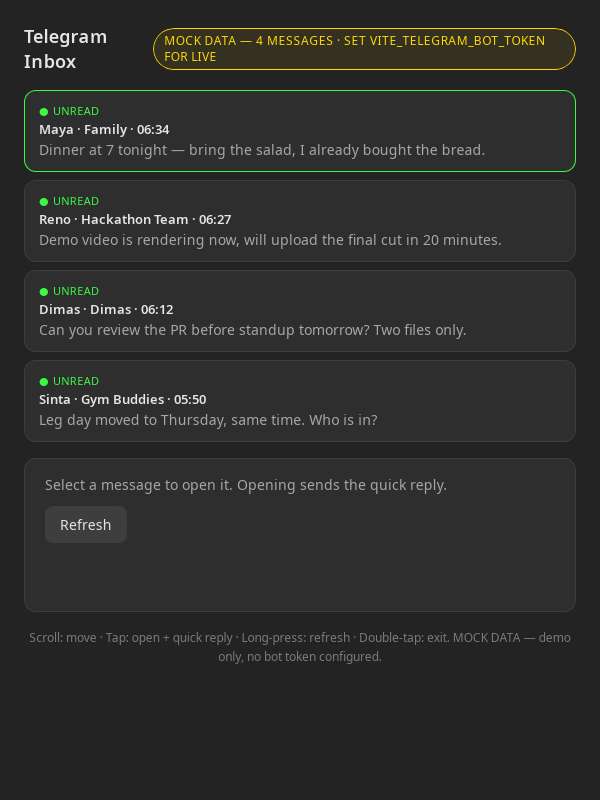 Telegram
Inbox
MOCK DATA — 4 MESSAGES · SET VITE_TELEGRAM_BOT_TOKEN
FOR LIVE
● UNREAD
Maya · Family · 06:34
Dinner at 7 tonight — bring the salad, I already bought the bread.
● UNREAD
Reno · Hackathon Team · 06:27
Demo video is rendering now, will upload the final cut in 20 minutes.
● UNREAD
Dimas · Dimas · 06:12
Can you review the PR before standup tomorrow? Two files only.
● UNREAD
Sinta · Gym Buddies · 05:50
Leg day moved to Thursday, same time. Who is in?
Select a message to open it. Opening sends the quick reply.
Refresh
Scroll: move · Tap: open + quick reply · Long-press: refresh · Double-tap: exit. MOCK DATA — demo
only, no bot token configured.